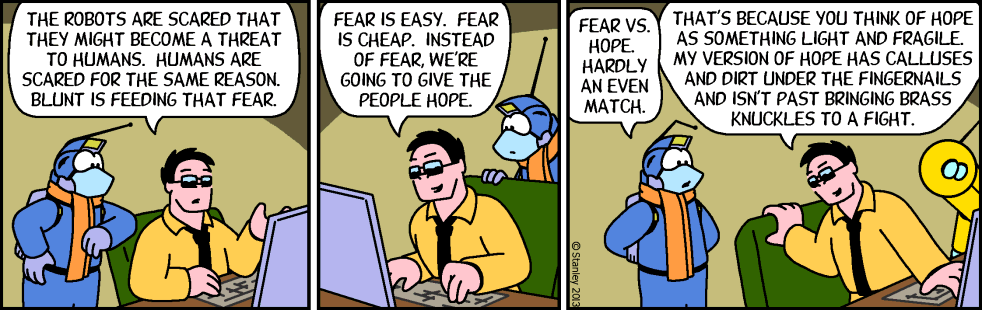 THE ROBOTS ARE SCARED THAT
THEY MIGHT BECOME A THREAT
TO HUMANS. HUMANS ARE
SCARED FOR THE SAME REASON.
BLUNT IS FEEDING THAT FEAR.
FEAR IS EASY. FEAR
IS CHEAP. INSTEAD
OF FEAR, WE'RE
GOING TO GIVE THE
PEOPLE HOPE.
FEAR VS.
HOPE.
HARDLY
AN EVEN
MATCH.
THAT'S BECAUSE YOU THINK OF HOPE
AS SOMETHING LIGHT AND FRAGILE.
MY VERSION OF HOPE HAS CALLUSES
AND DIRT UNDER THE FINGERNAILS
AND ISN'T PAST BRINGING BRASS
KNUCKLES TO A FIGHT.
©Stanley 2013